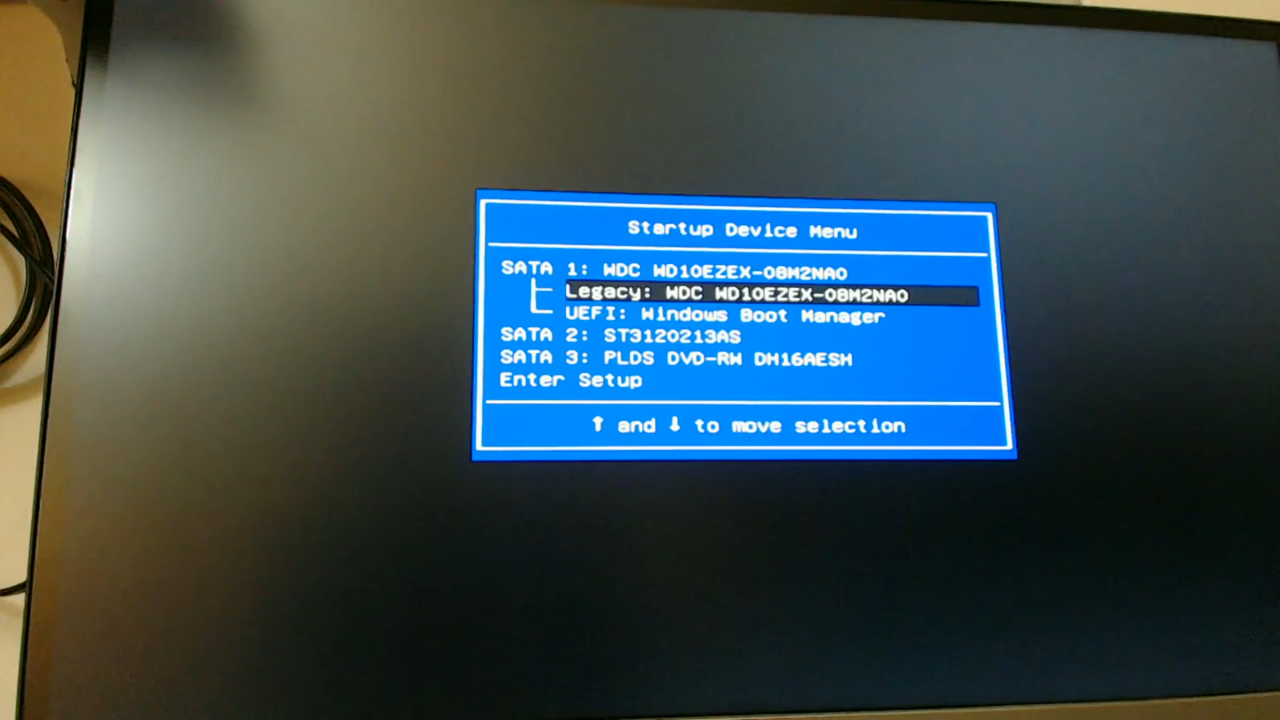 Startup Device Menu
SATA 1: WDC WD10EZEX-08M2NA0
Legacy: WDC WD10EZEX-08M2NA0
UEFI: Windows Boot Manager
SATA 2: ST3120213AS
SATA 3: PLDS DVD-RW DH16AESH
Enter Setup
↑ and ↓ to move selection